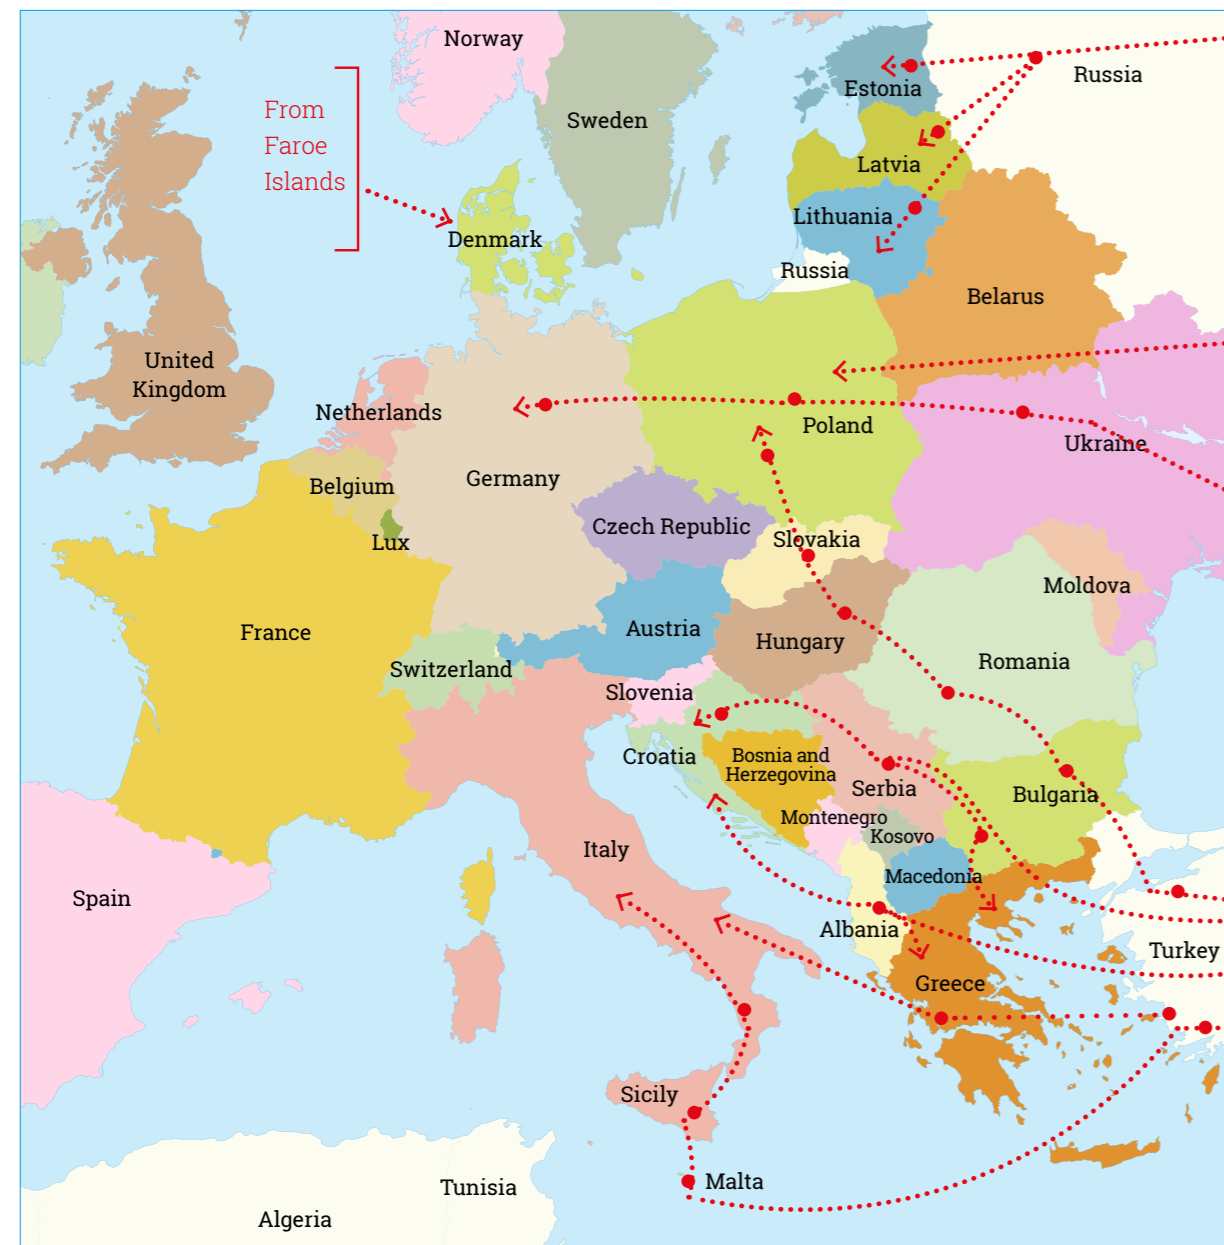 Norway
From
Faroe
Islands
Sweden
Estonia
Russia
Latvia
Lithuania
Denmark
Russia
Belarus
United
Kingdom
Netherlands
Poland
Ukraine
Belgium
Germany
Czech Republic
Lux
Slovakia
Moldova
France
Austria
Hungary
Romania
Switzerland
Slovenia
Croatia
Bosnia and
Herzegovina
Serbia
Bulgaria
Montenegro
Kosovo
Italy
Macedonia
Spain
Albania
Turkey
Greece
Sicily
Malta
Tunisia
Algeria